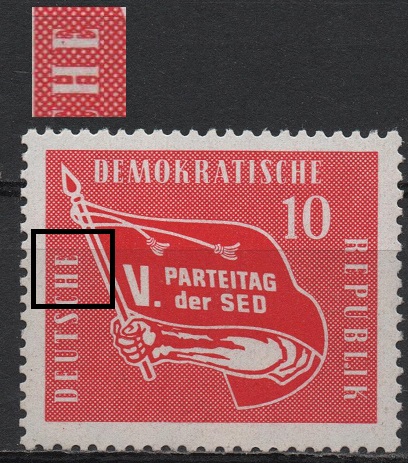 HE
DEUTSCHE
DEMOKRATISCHE
REPUBLIK
10
V. PARTEITAG
der SED